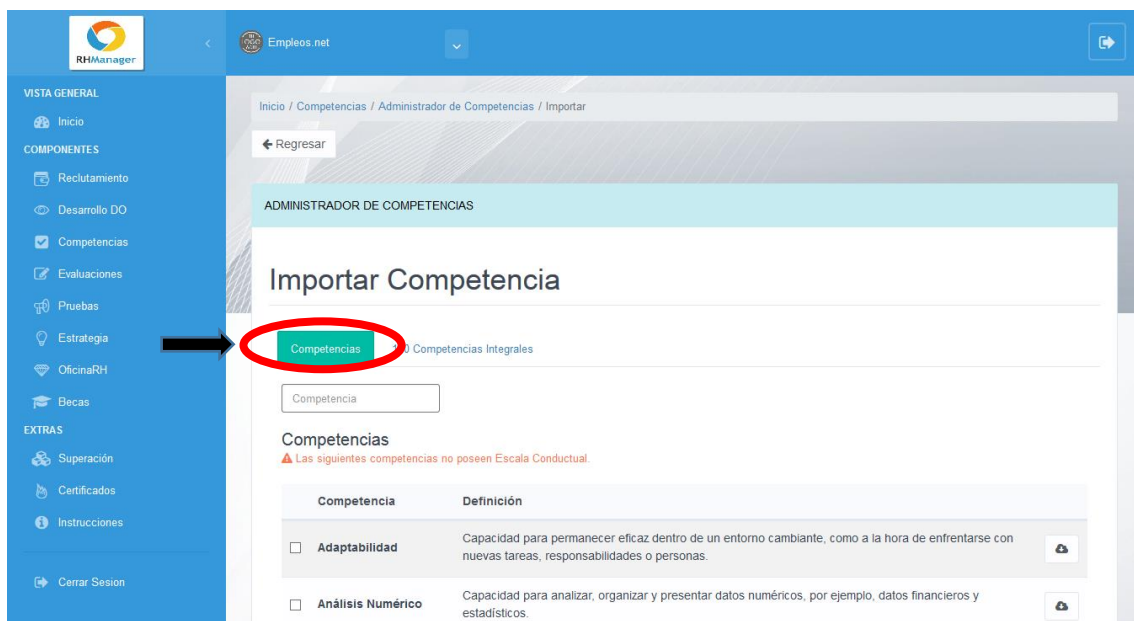 RHManager
Empleos.net
VISTA GENERAL
Inicio
COMPONENTES
Reclutamiento
Desarrollo DO
Competencias
Evaluaciones
Pruebas
Estrategia
OficinaRH
Becas
EXTRAS
Superación
Certificados
Instrucciones
Cerrar Sesion
Inicio / Competencias / Administrador de Competencias / Importar
Regresar
ADMINISTRADOR DE COMPETENCIAS
Importar Competencia
Competencias
0 Competencias Integrales
Competencia
Competencias
Las siguientes competencias no poseen Escala Conductual.
Competencia Definición
Adaptabilidad
Capacidad para permanecer eficaz dentro de un entorno cambiante, como a la hora de enfrentarse con
nuevas tareas, responsabilidades o personas.
Análisis Numérico
Capacidad para analizar, organizar y presentar datos numéricos, por ejemplo, datos financieros y
estadísticos.